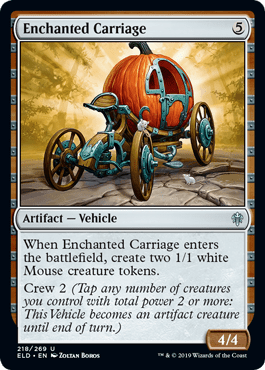 Enchanted Carriage 5
Artifact — Vehicle
When Enchanted Carriage enters
the battlefield, create two 1/1 white
Mouse creature tokens.
Crew 2 (Tap any number of creatures
you control with total power 2 or more:
This Vehicle becomes an artifact creature
until end of turn.)
4/4
218/269 U
ELD • EN ZOLTAN BOROS
™ & © 2019 Wizards of the Coast